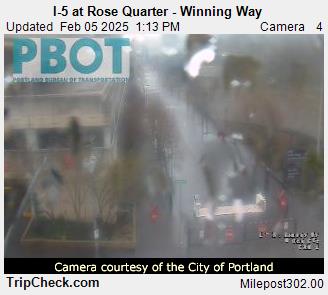 I-5 at Rose Quarter - Winning Way
Updated Feb 05 2025 1:13 PM Camera 4
PBOT
PORTLAND BUREAU OF TRANSPORTATION
Camera courtesy of the City of Portland
TripCheck.com Milepost302.00